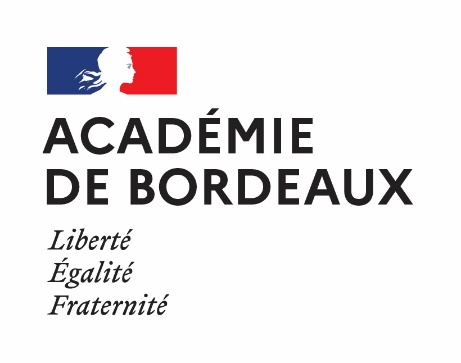 ACADÉMIE
DE BORDEAUX
Liberté
Égalité
Fraternité